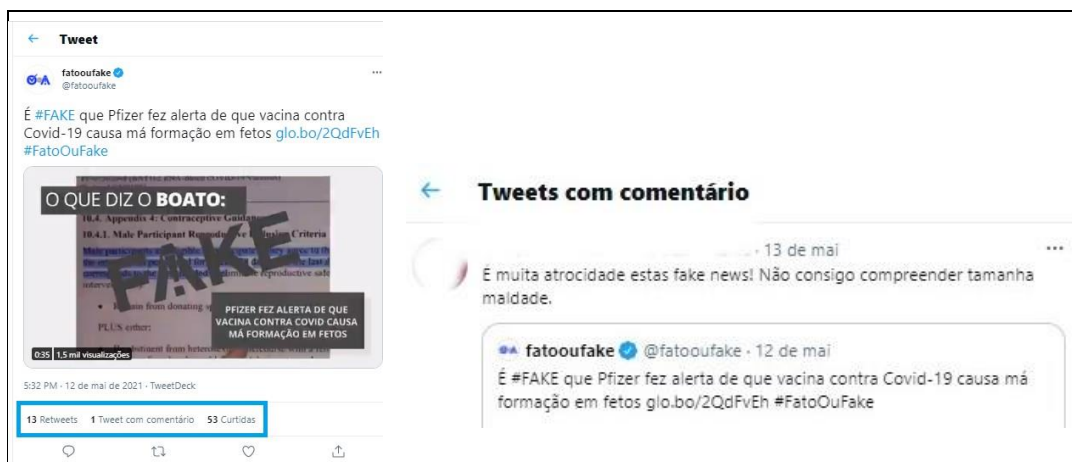 Tweet
fatooufake
@fatooufake
É #FAKE que Pfizer fez alerta de que vacina contra
Covid-19 causa má formação em fetos glo.bo/2QdFvEh
#FatoOuFake
O QUE DIZ O BOATO:
10.4. Appendix 4: Contraceptive
10.4.1. Male Participant Criteria
FAKE
from donating
PLUS either:
PFIZER FEZ ALERTA DE QUE
VACINA CONTRA COVID CAUSA
MÁ FORMAÇÃO EM FETOS
0:35 1,5 mil visualizações
5:32 PM · 12 de mai de 2021 · TweetDeck
13 Retweets 1 Tweet com comentário 53 Curtidas
Tweets com comentário
· 13 de mai
É muita atrocidade estas fake news! Não consigo compreender tamanha
maldade.
fatooufake @fatooufake · 12 de mai
É #FAKE que Pfizer fez alerta de que vacina contra Covid-19 causa má
formação em fetos glo.bo/2QdFvEh #FatoOuFake